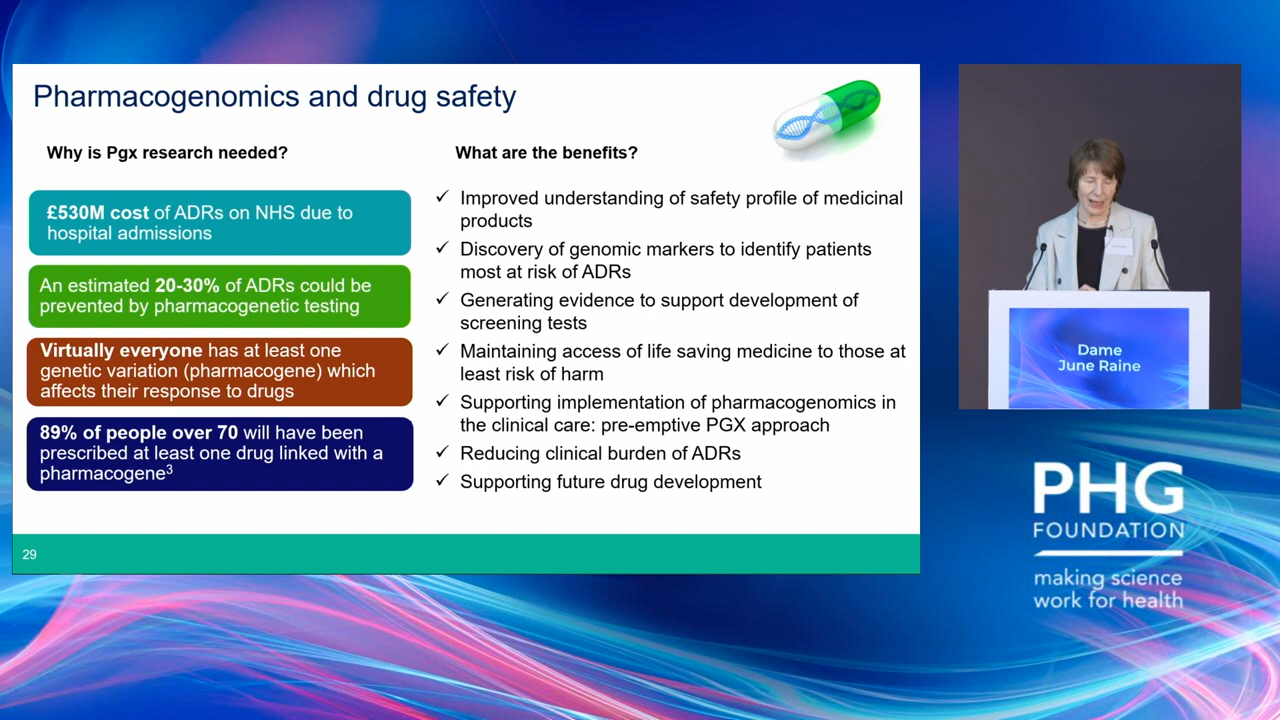 Pharmacogenomics and drug safety
Why is Pgx research needed?
£530M cost of ADRs on NHS due to
hospital admissions
An estimated 20-30% of ADRs could be
prevented by pharmacogenetic testing
Virtually everyone has at least one
genetic variation (pharmacogene) which
affects their response to drugs
89% of people over 70 will have been
prescribed at least one drug linked with a
pharmacogene3
What are the benefits?
✓ Improved understanding of safety profile of medicinal
products
✓ Discovery of genomic markers to identify patients
most at risk of ADRs
✓ Generating evidence to support development of
screening tests
✓ Maintaining access of life saving medicine to those at
least risk of harm
✓ Supporting implementation of pharmacogenomics in
the clinical care: pre-emptive PGX approach
✓ Reducing clinical burden of ADRs
✓ Supporting future drug development
29
Dame
June Raine
PHG
FOUNDATION
making science
work for health